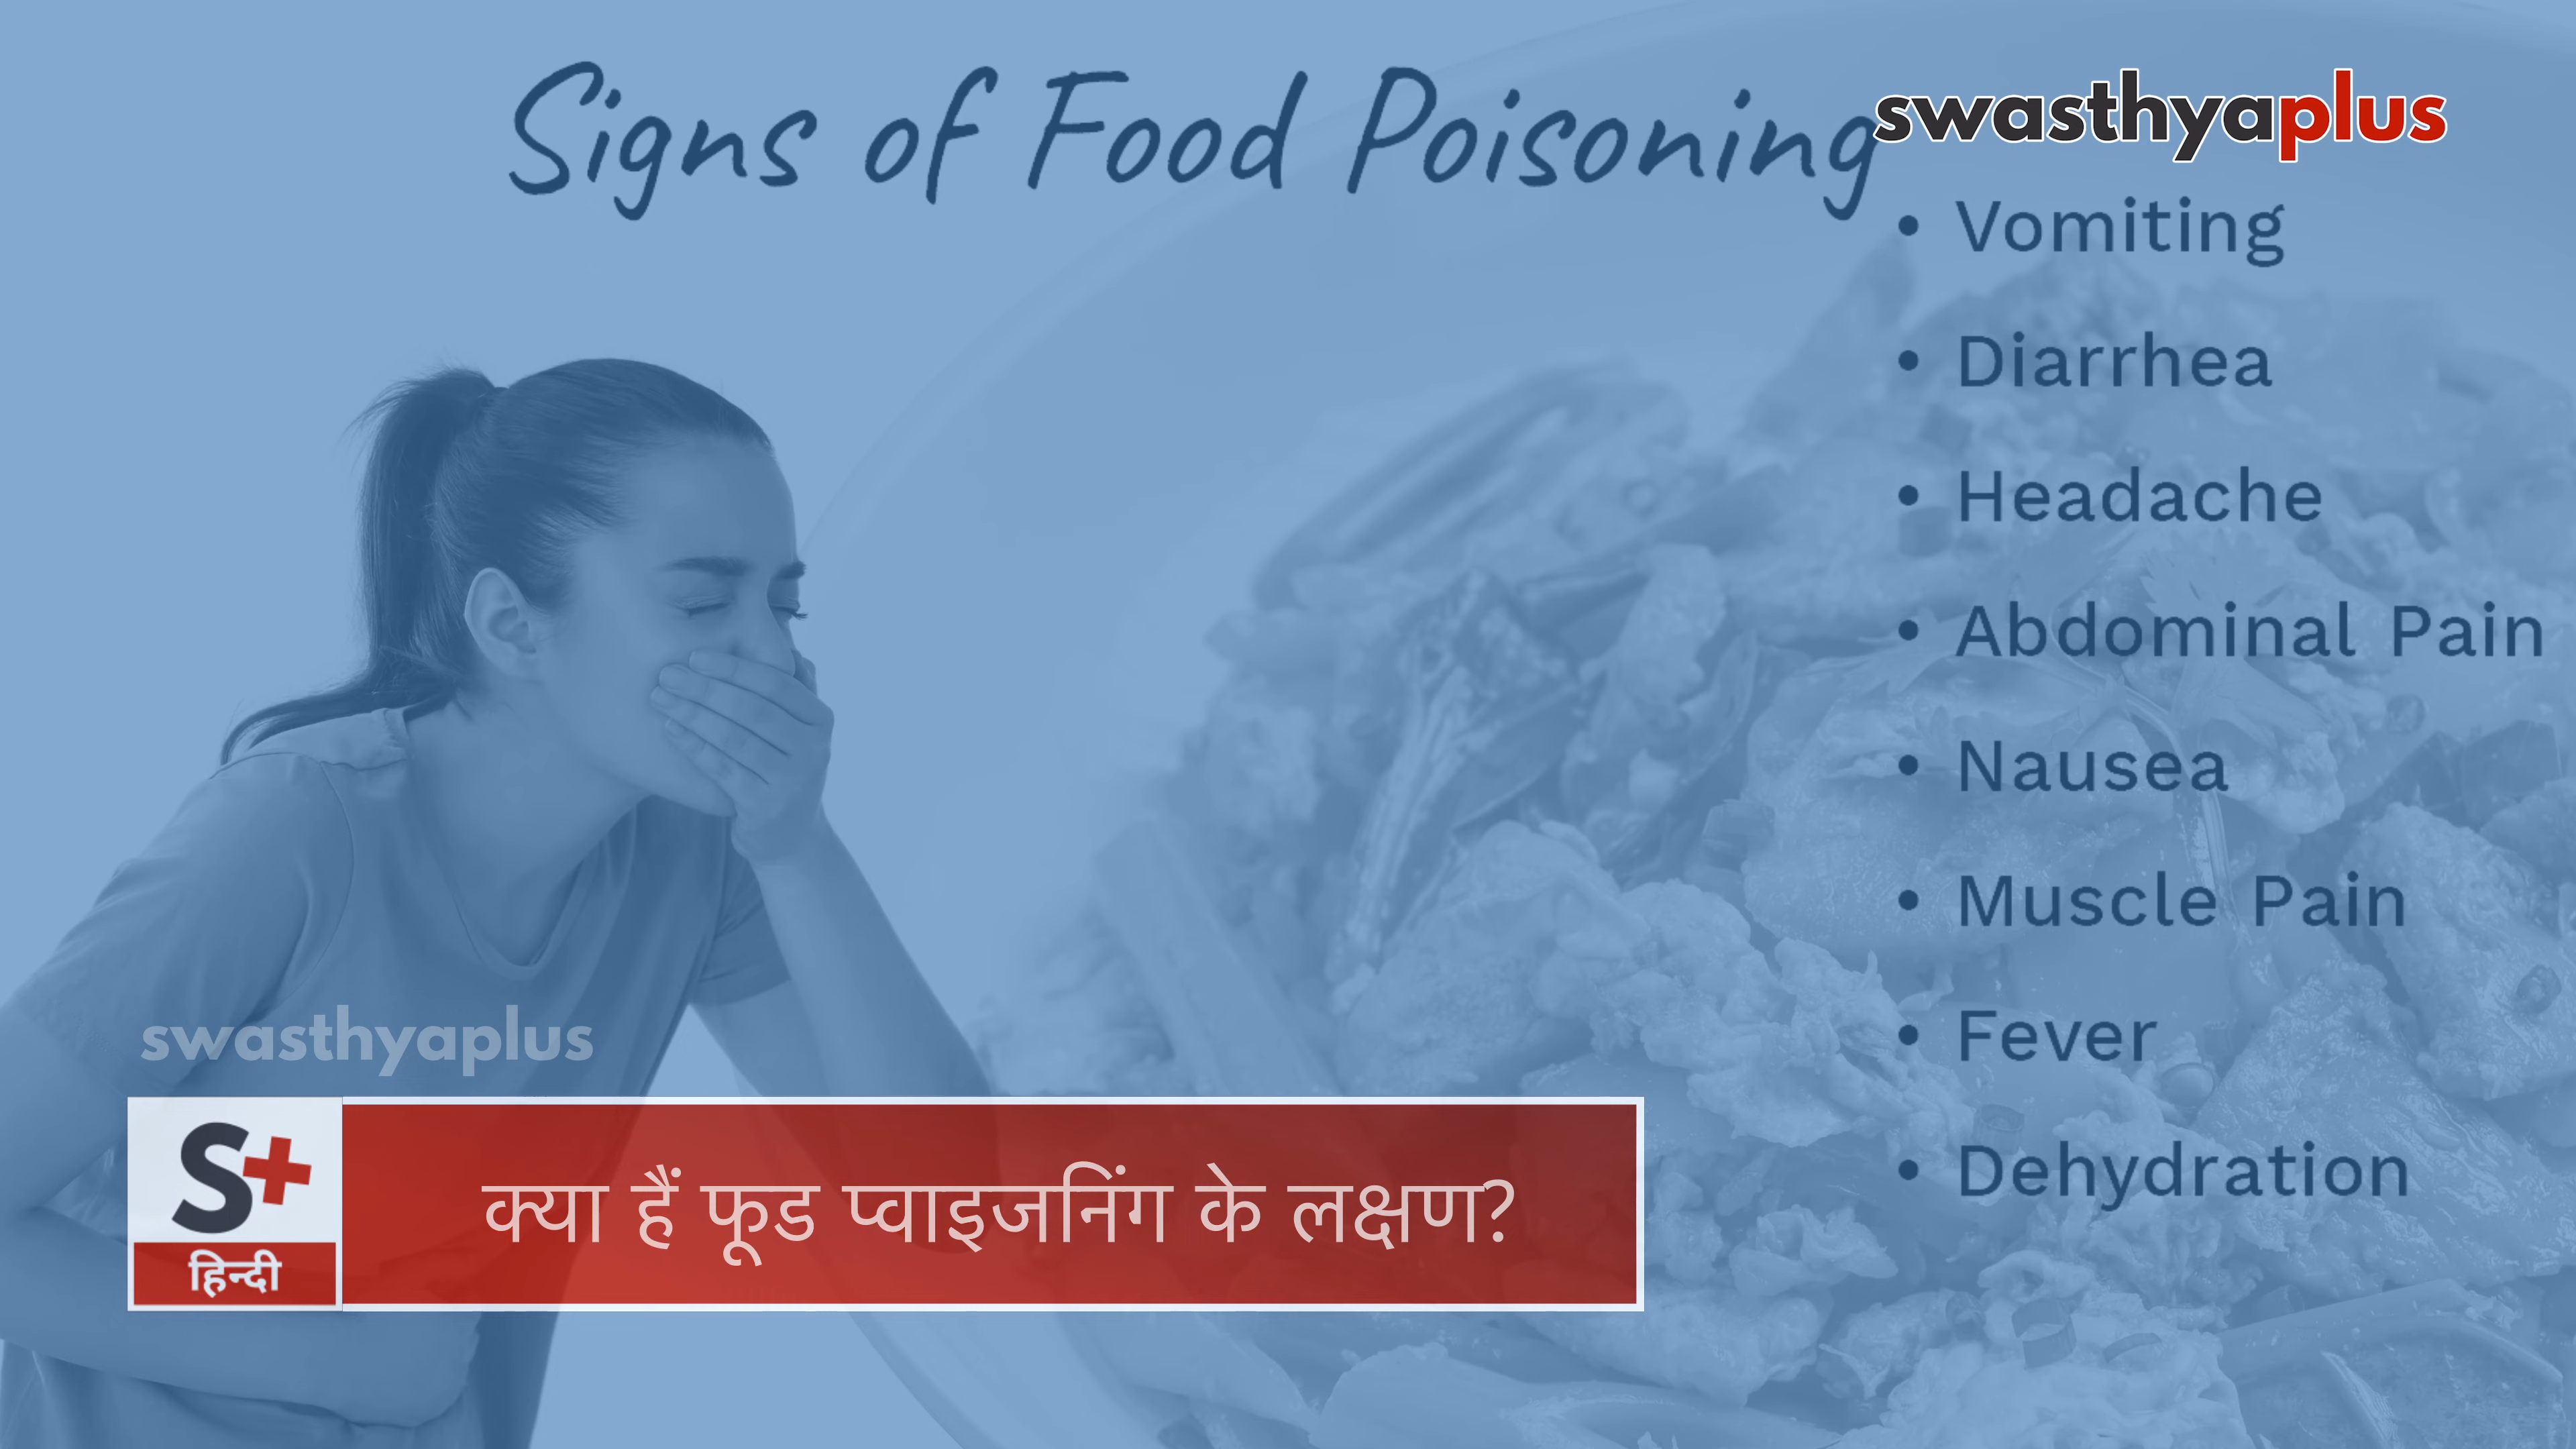 Signs of Food Poisoning
swasthyaplus
• Vomiting
• Diarrhea
• Headache
• Abdominal Pain
• Nausea
• Muscle Pain
• Fever
• Dehydration
swasthyaplus
S+
हिन्दी
क्या हैं फूड प्वाइजनिंग के लक्षण?